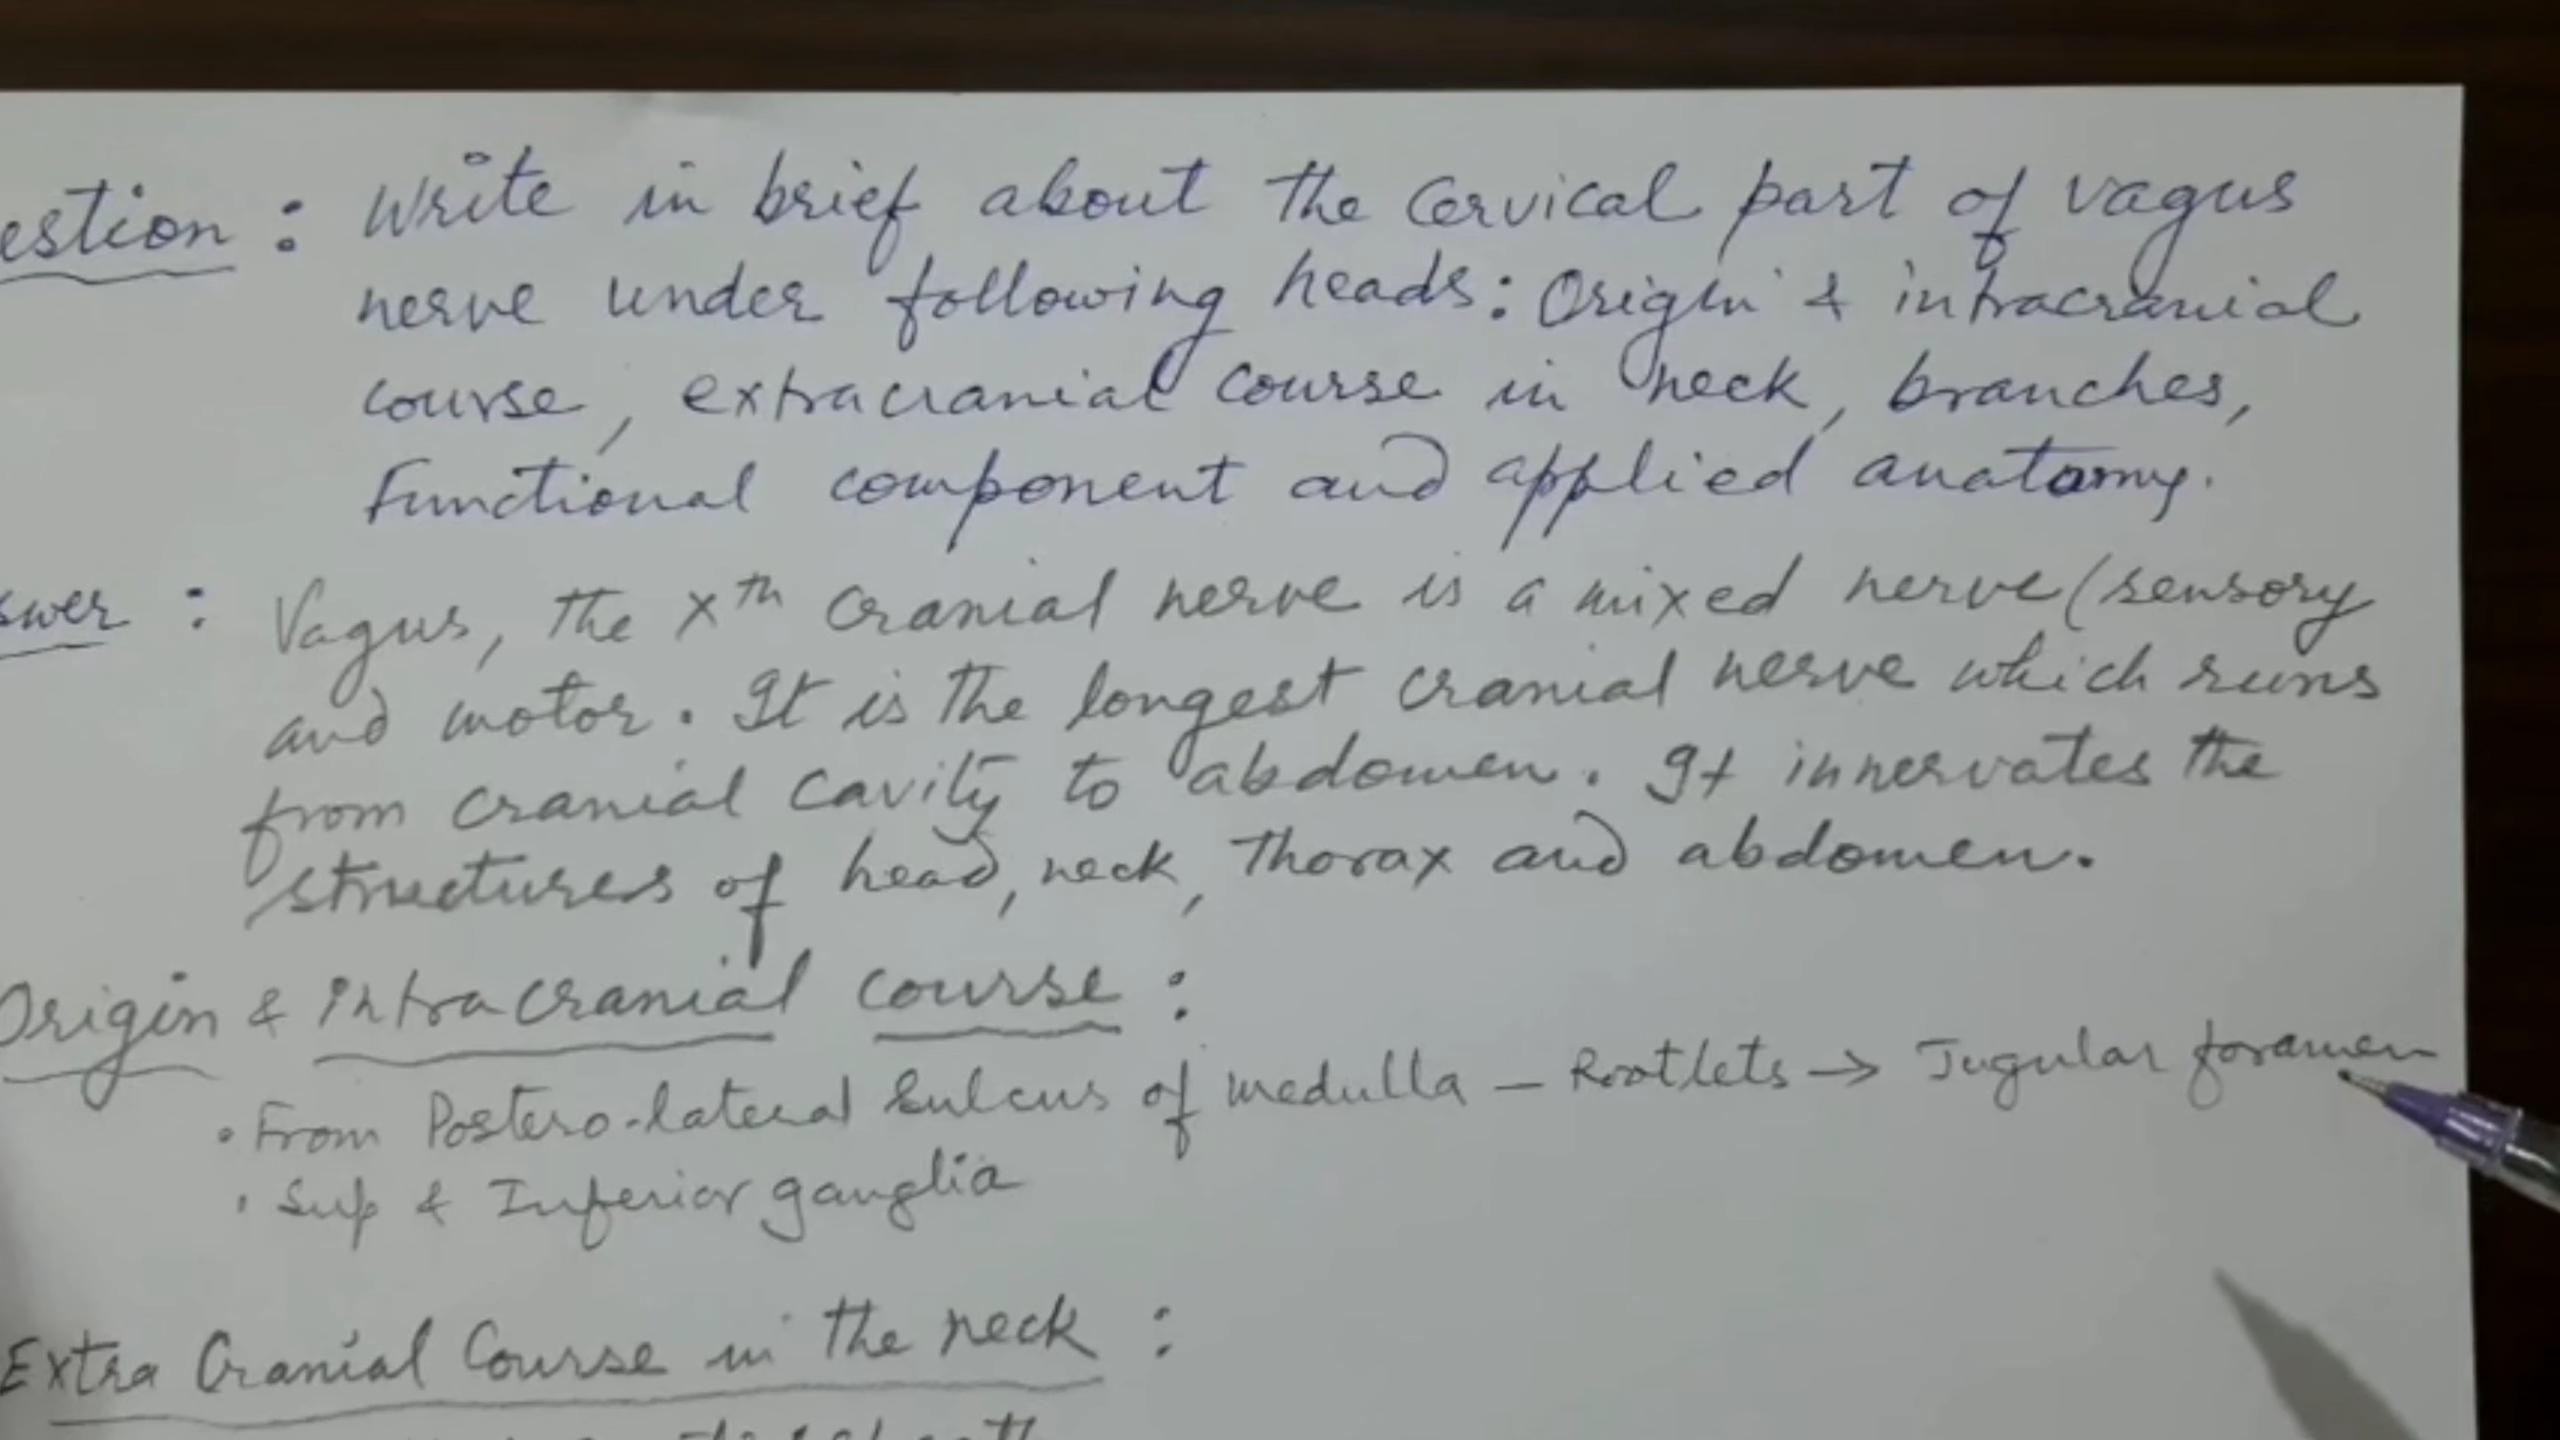 estion : Write in brief about the Cervical part of vagus
nerve under following heads: Origin & intracranial
course, extracranial course in neck, branches,
Functional component and applied anatomy.
swer : Vagus, the Xth cranial nerve is a mixed nerve (sensory
and motor. It is the longest cranial nerve which runs
from cranial cavity to abdomen. It innervates the
structures of head, neck, Thorax and abdomen.
Origin & intracranial course :
• From Postero-lateral Sulcus of medulla – Rootlets → Jugular foramen
• Sup & Inferior ganglia
Extra Cranial Course in the neck :